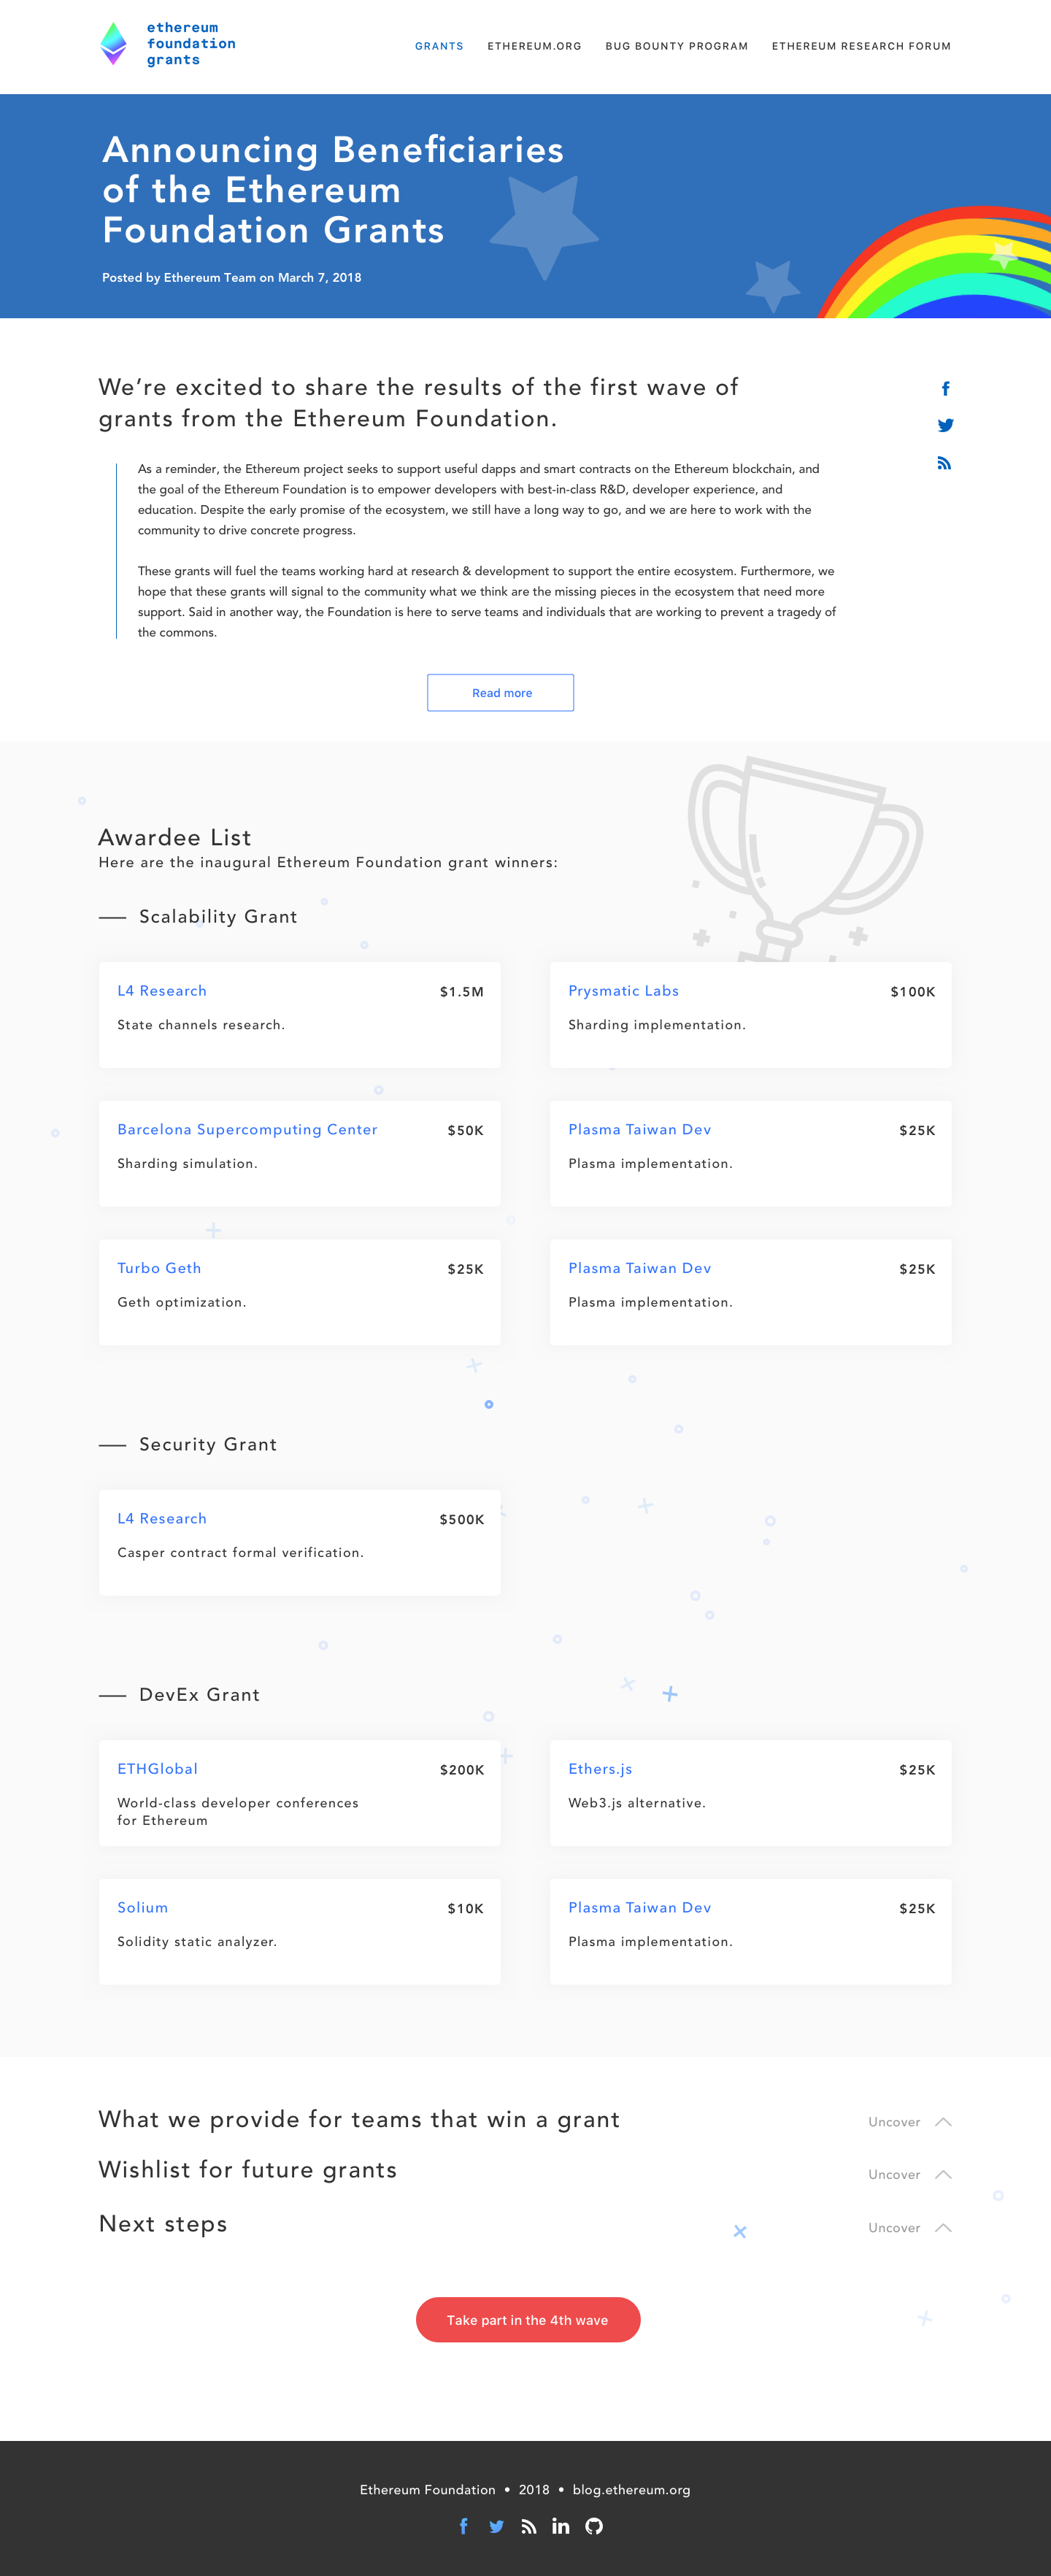 ethereum
foundation
grants
GRANTS ETHEREUM.ORG BUG BOUNTY PROGRAM ETHEREUM RESEARCH FORUM
Announcing Beneficiaries
of the Ethereum
Foundation Grants
Posted by Ethereum Team on March 7, 2018
We’re excited to share the results of the first wave of
grants from the Ethereum Foundation.
As a reminder, the Ethereum project seeks to support useful dapps and smart contracts on the Ethereum blockchain, and
the goal of the Ethereum Foundation is to empower developers with best-in-class R&D, developer experience, and
education. Despite the early promise of the ecosystem, we still have a long way to go, and we are here to work with the
community to drive concrete progress.
These grants will fuel the teams working hard at research & development to support the entire ecosystem. Furthermore, we
hope that these grants will signal to the community what we think are the missing pieces in the ecosystem that need more
support. Said in another way, the Foundation is here to serve teams and individuals that are working to prevent a tragedy of
the commons.
Read more
Awardee List
Here are the inaugural Ethereum Foundation grant winners:
Scalability Grant
L4 Research $1.5M
State channels research.
Prysmatic Labs $100K
Sharding implementation.
Barcelona Supercomputing Center $50K
Sharding simulation.
Plasma Taiwan Dev $25K
Plasma implementation.
Turbo Geth $25K
Geth optimization.
Plasma Taiwan Dev $25K
Plasma implementation.
Security Grant
L4 Research $500K
Casper contract formal verification.
DevEx Grant
ETHGlobal $200K
World-class developer conferences
for Ethereum
Ethers.js $25K
Web3.js alternative.
Solium $10K
Solidity static analyzer.
Plasma Taiwan Dev $25K
Plasma implementation.
What we provide for teams that win a grant Uncover
Wishlist for future grants Uncover
Next steps Uncover
Take part in the 4th wave
Ethereum Foundation • 2018 • blog.ethereum.org